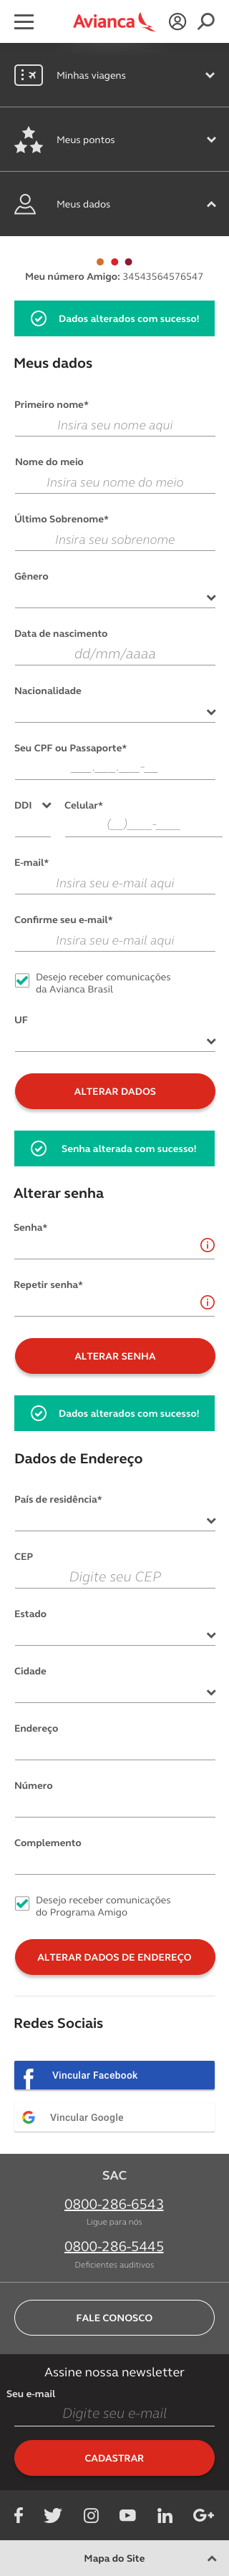 Avianca
Minhas viagens
Meus pontos
Meus dados
Meu número Amigo: 34543564576547
Dados alterados com sucesso!
Meus dados
Primeiro nome*
Insira seu nome aqui
Nome do meio
Insira seu nome do meio
Último Sobrenome*
Insira seu sobrenome
Gênero
Data de nascimento
dd/mm/aaaa
Nacionalidade
Seu CPF ou Passaporte*
___.___.___-__
DDI Celular*
(__)____-____
E-mail*
Insira seu e-mail aqui
Confirme seu e-mail*
Insira seu e-mail aqui
Desejo receber comunicações
da Avianca Brasil
UF
ALTERAR DADOS
Senha alterada com sucesso!
Alterar senha
Senha*
Repetir senha*
ALTERAR SENHA
Dados alterados com sucesso!
Dados de Endereço
País de residência*
CEP
Digite seu CEP
Estado
Cidade
Endereço
Número
Complemento
Desejo receber comunicações
do Programa Amigo
ALTERAR DADOS DE ENDEREÇO
Redes Sociais
Vincular Facebook
Vincular Google
SAC
0800-286-6543
Ligue para nós
0800-286-5445
Deficientes auditivos
FALE CONOSCO
Assine nossa newsletter
Seu e-mail
Digite seu e-mail
CADASTRAR
Mapa do Site